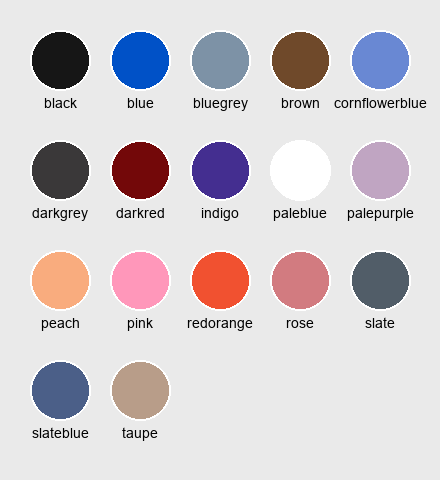 black blue bluegrey brown cornflowerblue
darkgrey darkred indigo paleblue palepurple
peach pink redorange rose slate
slateblue taupe